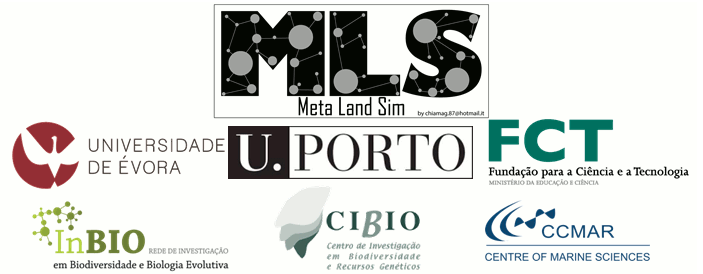 MLS
Meta Land Sim
by chiamag.87@hotmail.it
UNIVERSIDADE
DE ÉVORA
U.PORTO
FCT
Fundação para a Ciência e a Tecnologia
MINISTÉRIO DA EDUCAÇÃO E CIÊNCIA
InBIO REDE DE INVESTIGAÇÃO
em Biodiversidade e Biologia Evolutiva
CIBIO
Centro de Investigação
em Biodiversidade
e Recursos Genéticos
CCMAR
CENTRE OF MARINE SCIENCES